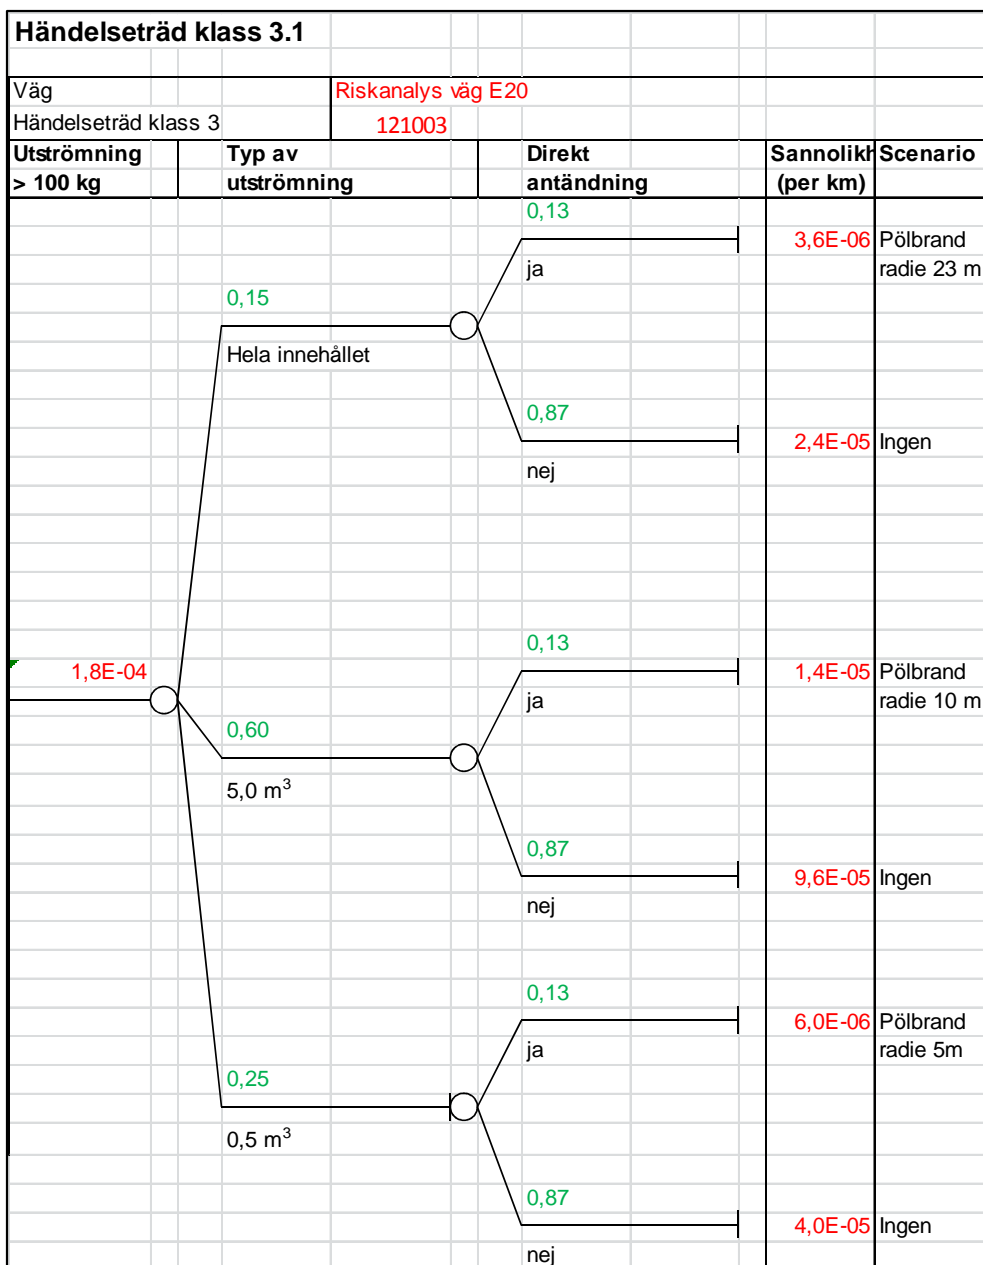 Händelseträd klass 3.1
Väg Riskanalys väg E20
Händelseträd klass 3 121003
Utströmning Typ av Direkt Sannolikh Scenario
> 100 kg utströmning antändning (per km)
0,13
3,6E-06 Pölbrand
ja radie 23 m
0,15
Hela innehållet
0,87
2,4E-05 Ingen
nej
0,13
1,8E-04 1,4E-05 Pölbrand
ja radie 10 m
0,60
5,0 m³
0,87
9,6E-05 Ingen
nej
0,13
6,0E-06 Pölbrand
ja radie 5m
0,25
0,5 m³
0,87
4,0E-05 Ingen
nej